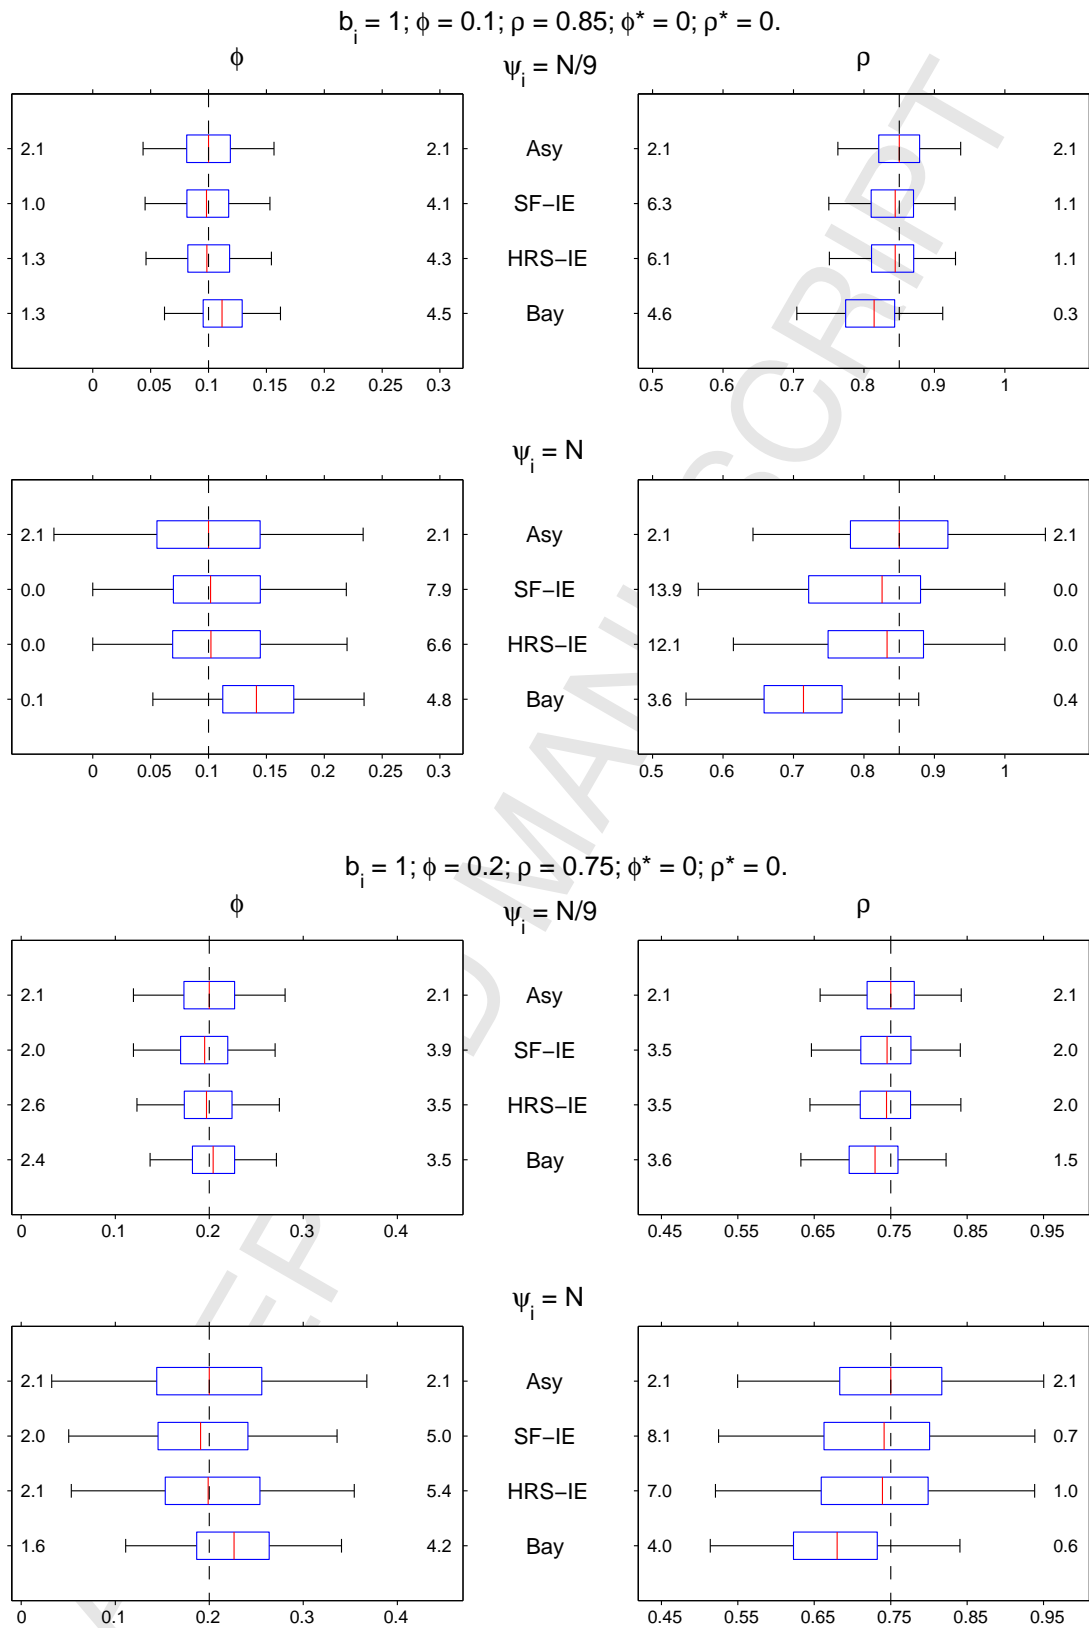 b_i = 1; ϕ = 0.1; ρ = 0.85; ϕ* = 0; ρ* = 0.
ϕ ψ_i = N/9 ρ
2.1 2.1 Asy 2.1 2.1
1.0 4.1 SF−IE 6.3 1.1
1.3 4.3 HRS−IE 6.1 1.1
1.3 4.5 Bay 4.6 0.3
0 0.05 0.1 0.15 0.2 0.25 0.3 0.5 0.6 0.7 0.8 0.9 1
ψ_i = N
2.1 2.1 Asy 2.1 2.1
0.0 7.9 SF−IE 13.9 0.0
0.0 6.6 HRS−IE 12.1 0.0
0.1 4.8 Bay 3.6 0.4
0 0.05 0.1 0.15 0.2 0.25 0.3 0.5 0.6 0.7 0.8 0.9 1
b_i = 1; ϕ = 0.2; ρ = 0.75; ϕ* = 0; ρ* = 0.
ϕ ψ_i = N/9 ρ
2.1 2.1 Asy 2.1 2.1
2.0 3.9 SF−IE 3.5 2.0
2.6 3.5 HRS−IE 3.5 2.0
2.4 3.5 Bay 3.6 1.5
0 0.1 0.2 0.3 0.4 0.45 0.55 0.65 0.75 0.85 0.95
ψ_i = N
2.1 2.1 Asy 2.1 2.1
2.0 5.0 SF−IE 8.1 0.7
2.1 5.4 HRS−IE 7.0 1.0
1.6 4.2 Bay 4.0 0.6
0 0.1 0.2 0.3 0.4 0.45 0.55 0.65 0.75 0.85 0.95